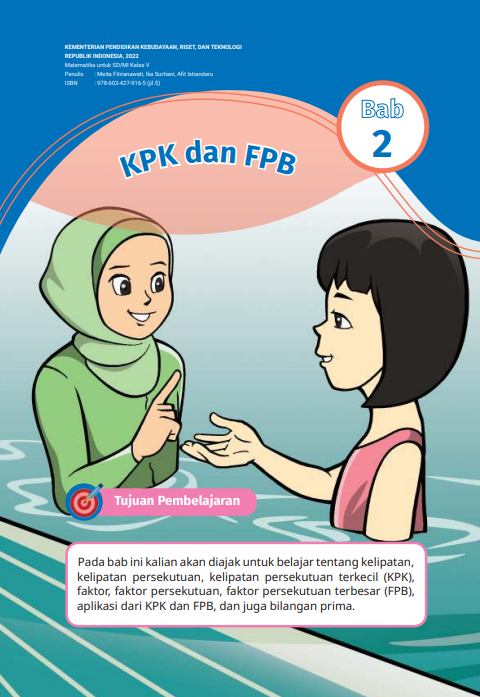 KEMENTERIAN PENDIDIKAN KEBUDAYAAN, RISET, DAN TEKNOLOGI
REPUBLIK INDONESIA, 2022
Matematika untuk SD/MI Kelas V
Penulis : Meita Fitrianawati, Ika Surtiani, Afit Istiandaru
ISBN : 978-602-427-916-5 (jil.5)
Bab
2
KPK dan FPB
Tujuan Pembelajaran
Pada bab ini kalian akan diajak untuk belajar tentang kelipatan,
kelipatan persekutuan, kelipatan persekutuan terkecil (KPK),
faktor, faktor persekutuan, faktor persekutuan terbesar (FPB),
aplikasi dari KPK dan FPB, dan juga bilangan prima.